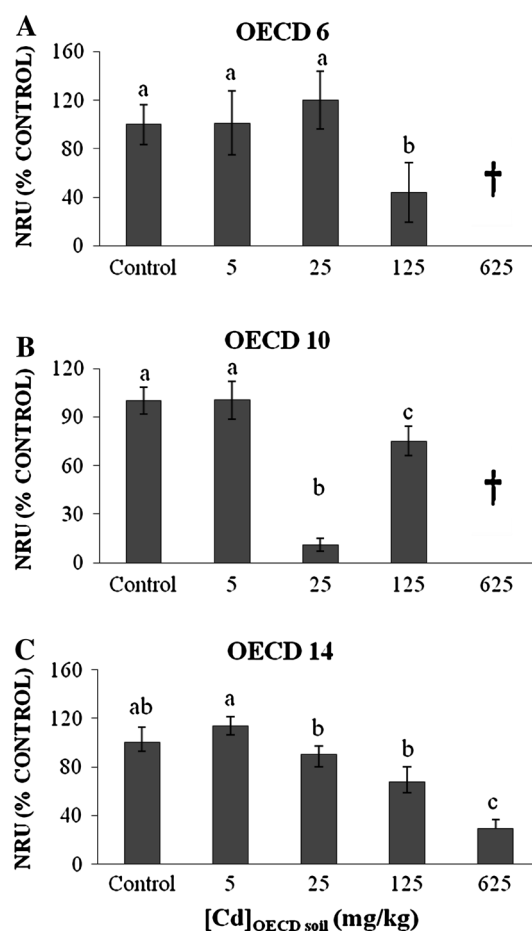 A
OECD 6
NRU (% CONTROL)
160
120
80
40
0
a
a
a
b
†
Control 5 25 125 625
B
OECD 10
NRU (% CONTROL)
120
90
60
30
0
a
a
b
c
†
Control 5 25 125 625
C
OECD 14
NRU (% CONTROL)
160
120
80
40
0
ab
a
b
b
c
Control 5 25 125 625
[Cd]OECD soil (mg/kg)